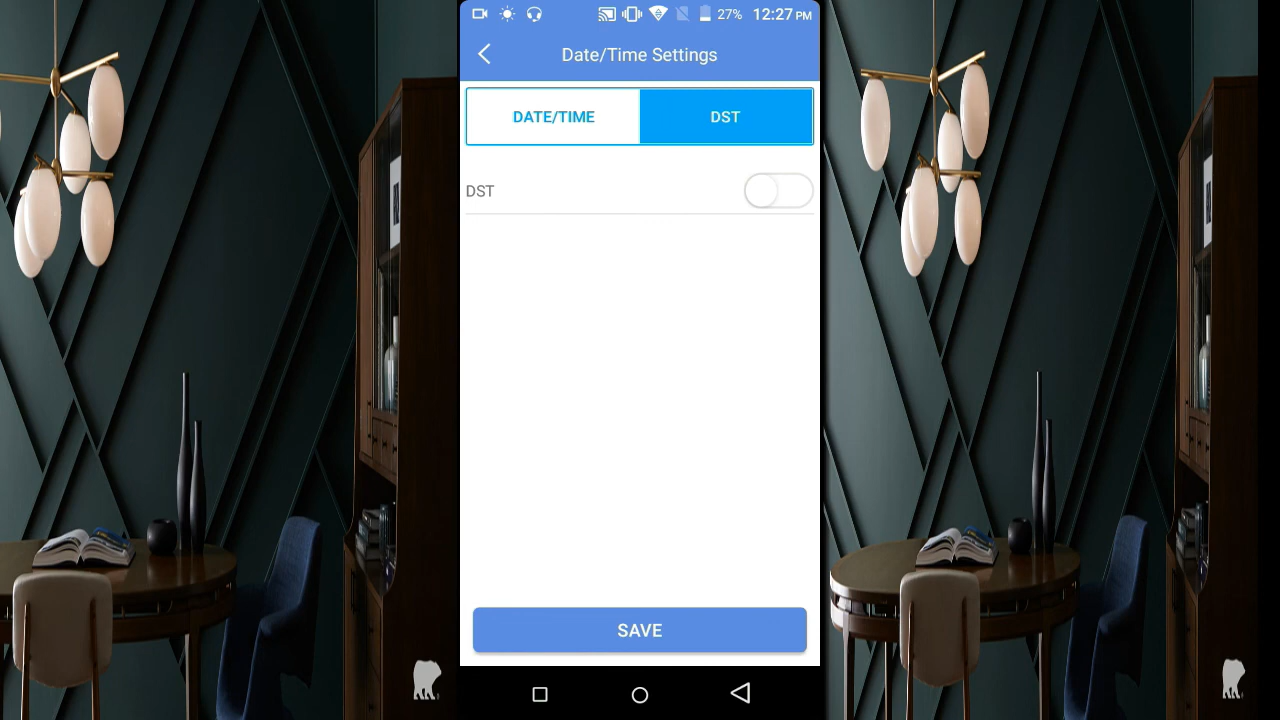 27% 12:27 PM
Date/Time Settings
DATE/TIME DST
DST
SAVE